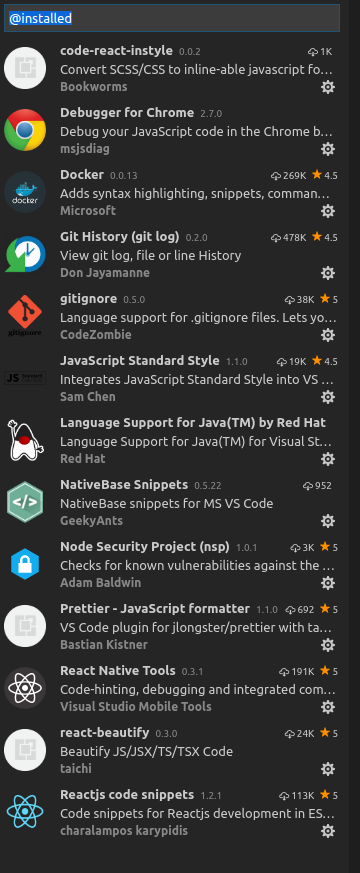 @installed
code-react-instyle 0.0.2 1K
Convert SCSS/CSS to inline-able javascript fo...
Bookworms
Debugger for Chrome 2.7.0
Debug your JavaScript code in the Chrome b...
msjsdiag
Docker 0.0.13 269K 4.5
Adds syntax highlighting, snippets, comman...
Microsoft
docker
Git History (git log) 0.2.0 478K 4.5
View git log, file or line History
Don Jayamanne
gitignore 0.5.0 38K 5
Language support for .gitignore files. Lets yo...
CodeZombie
gitignore
JavaScript Standard Style 1.1.0 19K 4.5
JS
Integrates JavaScript Standard Style into VS ...
Sam Chen
Language Support for Java(TM) by Red Hat
Language Support for Java(TM) for Visual St...
Red Hat
NativeBase Snippets 0.5.22 952
NativeBase snippets for MS VS Code
GeekyAnts
Node Security Project (nsp) 1.0.1 3K 5
Checks for known vulnerabilities against the ...
Adam Baldwin
Prettier - JavaScript formatter 1.1.0 692 5
VS Code plugin for jlongster/prettier with ta...
Bastian Kistner
React Native Tools 0.3.1 191K 5
Code-hinting, debugging and integrated com...
Visual Studio Mobile Tools
react-beautify 0.3.0 24K 5
Beautify JS/JSX/TS/TSX Code
taichi
Reactjs code snippets 1.2.1 113K 5
Code snippets for Reactjs development in ES...
charalampos karypidis